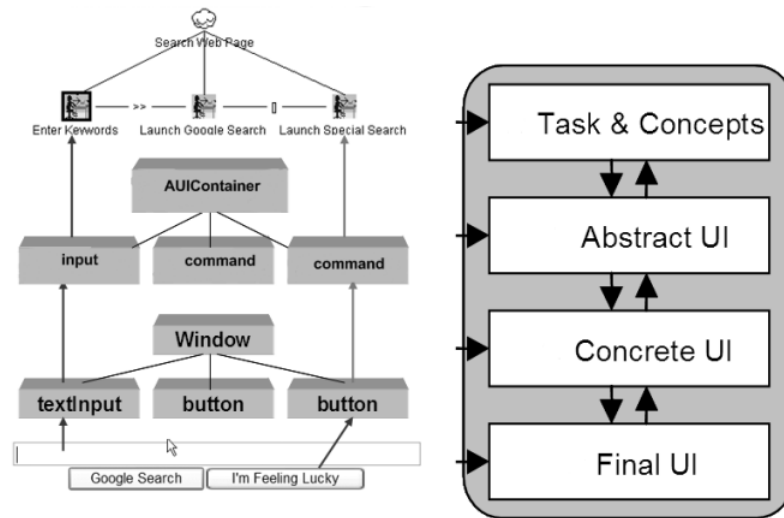 Search Web Page
>>
[]
Enter Keywords
Launch Google Search
Launch Special Search
AUIContainer
input
command
command
Window
textInput
button
button
Google Search
I'm Feeling Lucky
Task & Concepts
Abstract UI
Concrete UI
Final UI